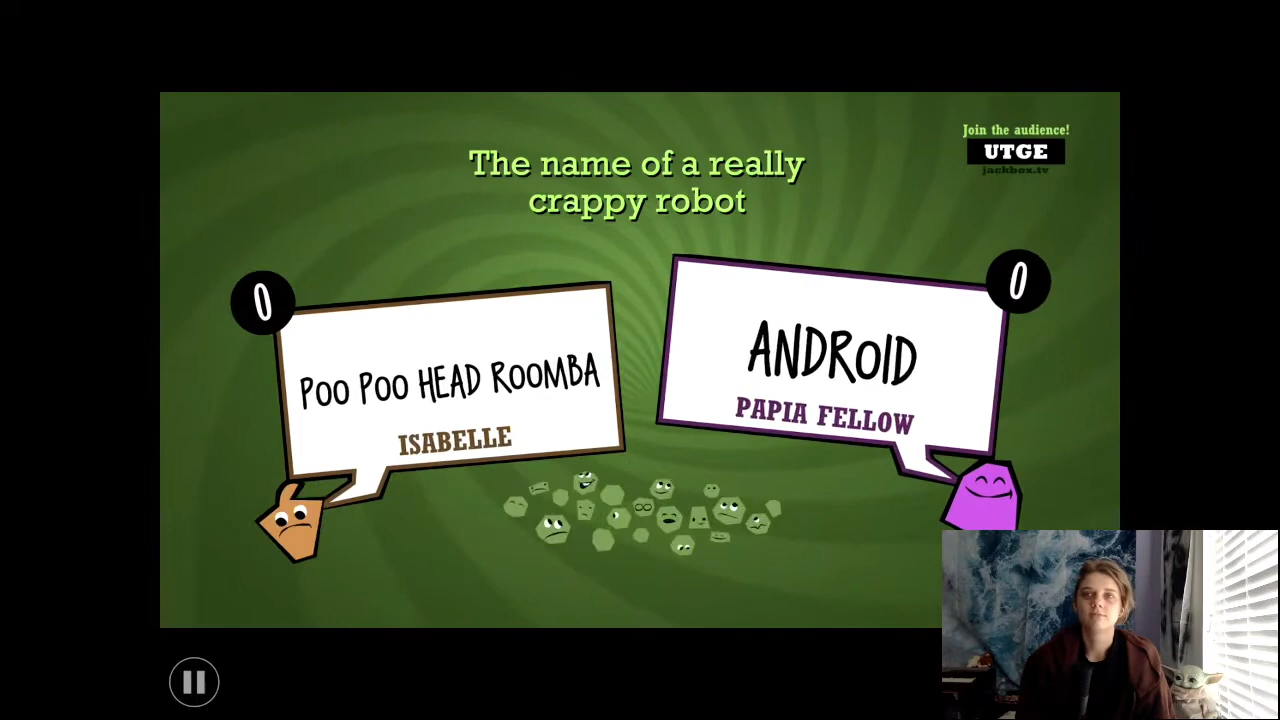 Join the audience!
UTGE
jackbox.tv
The name of a really
crappy robot
0
POO POO HEAD ROOMBA
ISABELLE
0
ANDROID
PAPIA FELLOW